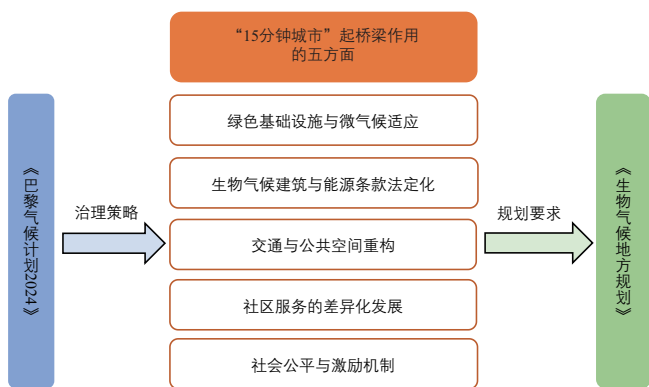 “15分钟城市”起桥梁作用
的五方面
《巴黎气候计划2024》
治理策略
绿色基础设施与微气候适应
生物气候建筑与能源条款法定化
交通与公共空间重构
社区服务的差异化发展
社会公平与激励机制
规划要求
《生物气候地方规划》